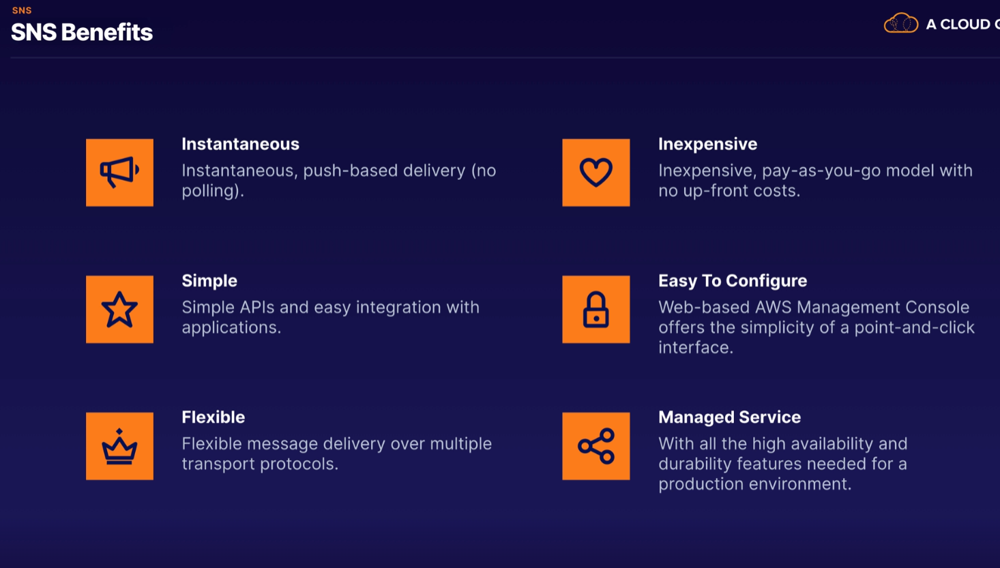 SNS
SNS Benefits
A CLOUD
Instantaneous
Instantaneous, push-based delivery (no
polling).
Inexpensive
Inexpensive, pay-as-you-go model with
no up-front costs.
Simple
Simple APIs and easy integration with
applications.
Easy To Configure
Web-based AWS Management Console
offers the simplicity of a point-and-click
interface.
Flexible
Flexible message delivery over multiple
transport protocols.
Managed Service
With all the high availability and
durability features needed for a
production environment.